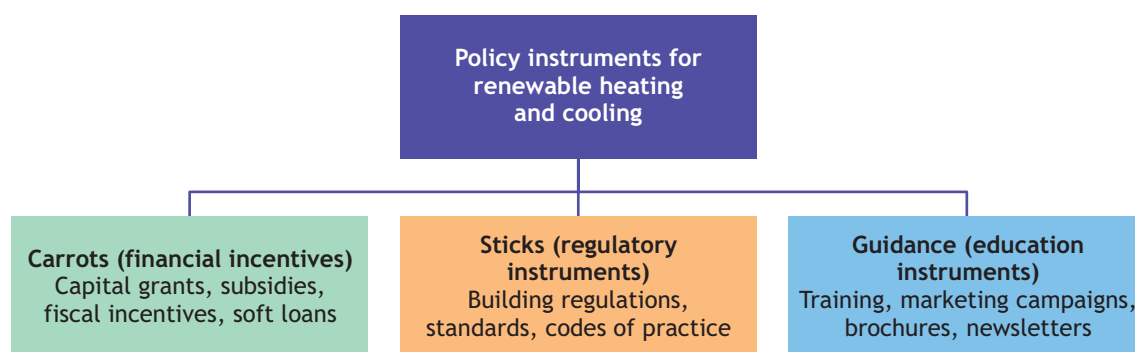 Policy instruments for
renewable heating
and cooling
Carrots (financial incentives)
Capital grants, subsidies,
fiscal incentives, soft loans
Sticks (regulatory
instruments)
Building regulations,
standards, codes of practice
Guidance (education
instruments)
Training, marketing campaigns,
brochures, newsletters